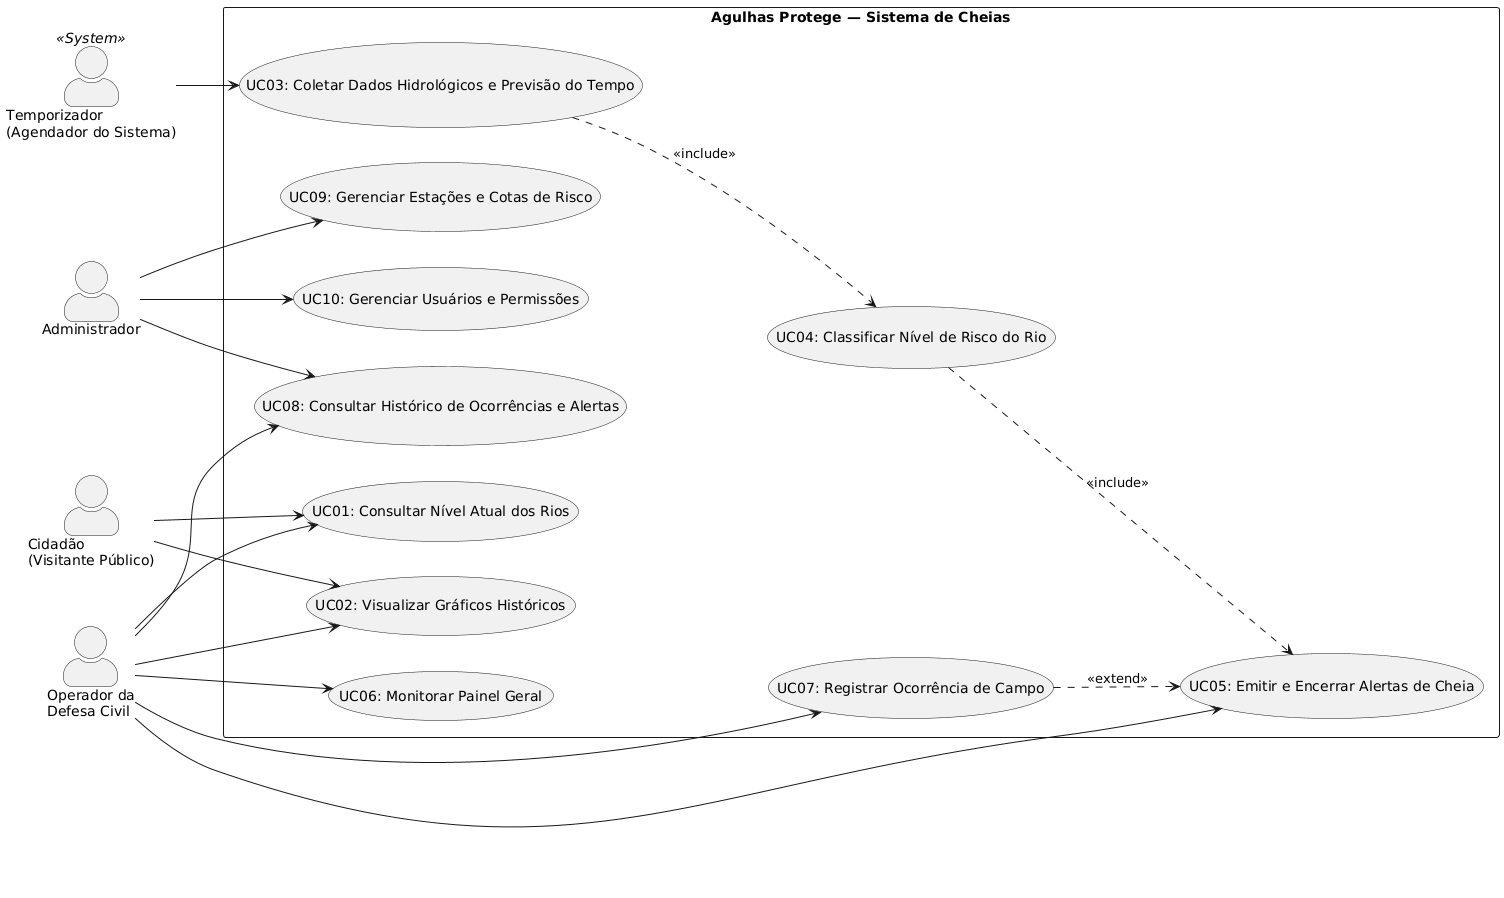 Agulhas Protege — Sistema de Cheias
«System»
Temporizador
(Agendador do Sistema)
UC03: Coletar Dados Hidrológicos e Previsão do Tempo
«include»
UC09: Gerenciar Estações e Cotas de Risco
Administrador
UC10: Gerenciar Usuários e Permissões
UC04: Classificar Nível de Risco do Rio
UC08: Consultar Histórico de Ocorrências e Alertas
«include»
Cidadão
(Visitante Público)
UC01: Consultar Nível Atual dos Rios
UC02: Visualizar Gráficos Históricos
Operador da
Defesa Civil
UC06: Monitorar Painel Geral
UC07: Registrar Ocorrência de Campo
«extend»
UC05: Emitir e Encerrar Alertas de Cheia